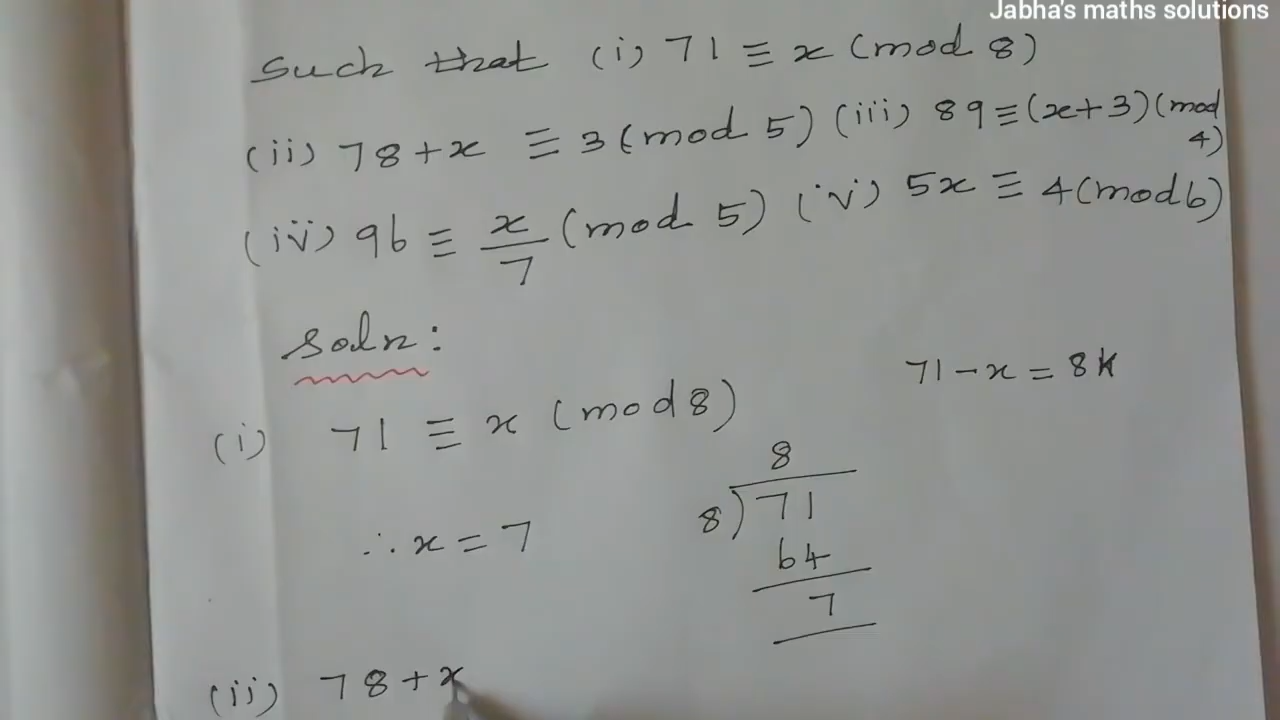 Jabha's maths solutions
Such that (i) 71 ≡ x (mod 8)
(ii) 78 + x ≡ 3 (mod 5) (iii) 89 ≡ (x + 3) (mod
4)
(iv) 96 ≡ x/7 (mod 5) (v) 5x ≡ 4 (mod 6)
Soln:
71 - x = 8k
(i) 71 ≡ x (mod 8)
8
8) 71
∴ x = 7
64
7
(ii) 78 + x